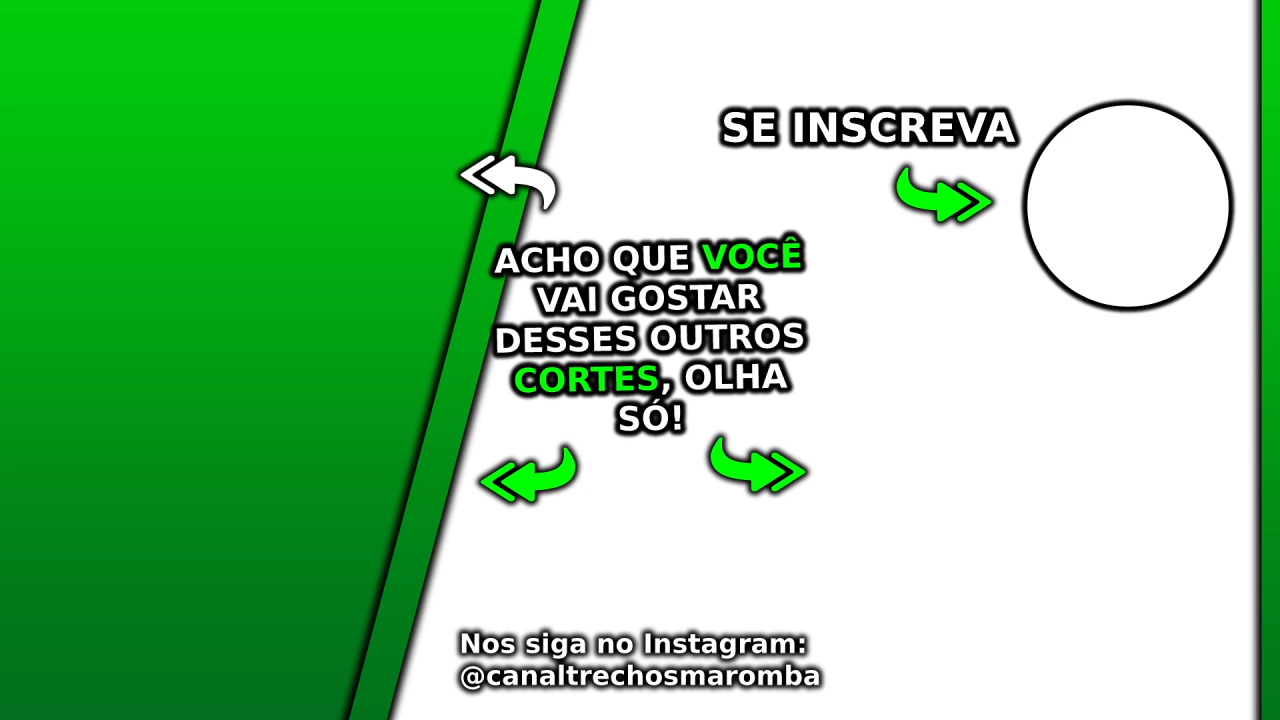 SE INSCREVA
ACHO QUE VOCÊ
VAI GOSTAR
DESSES OUTROS
CORTES, OLHA
SÓ!
Nos siga no Instagram:
@canaltrechosmaromba